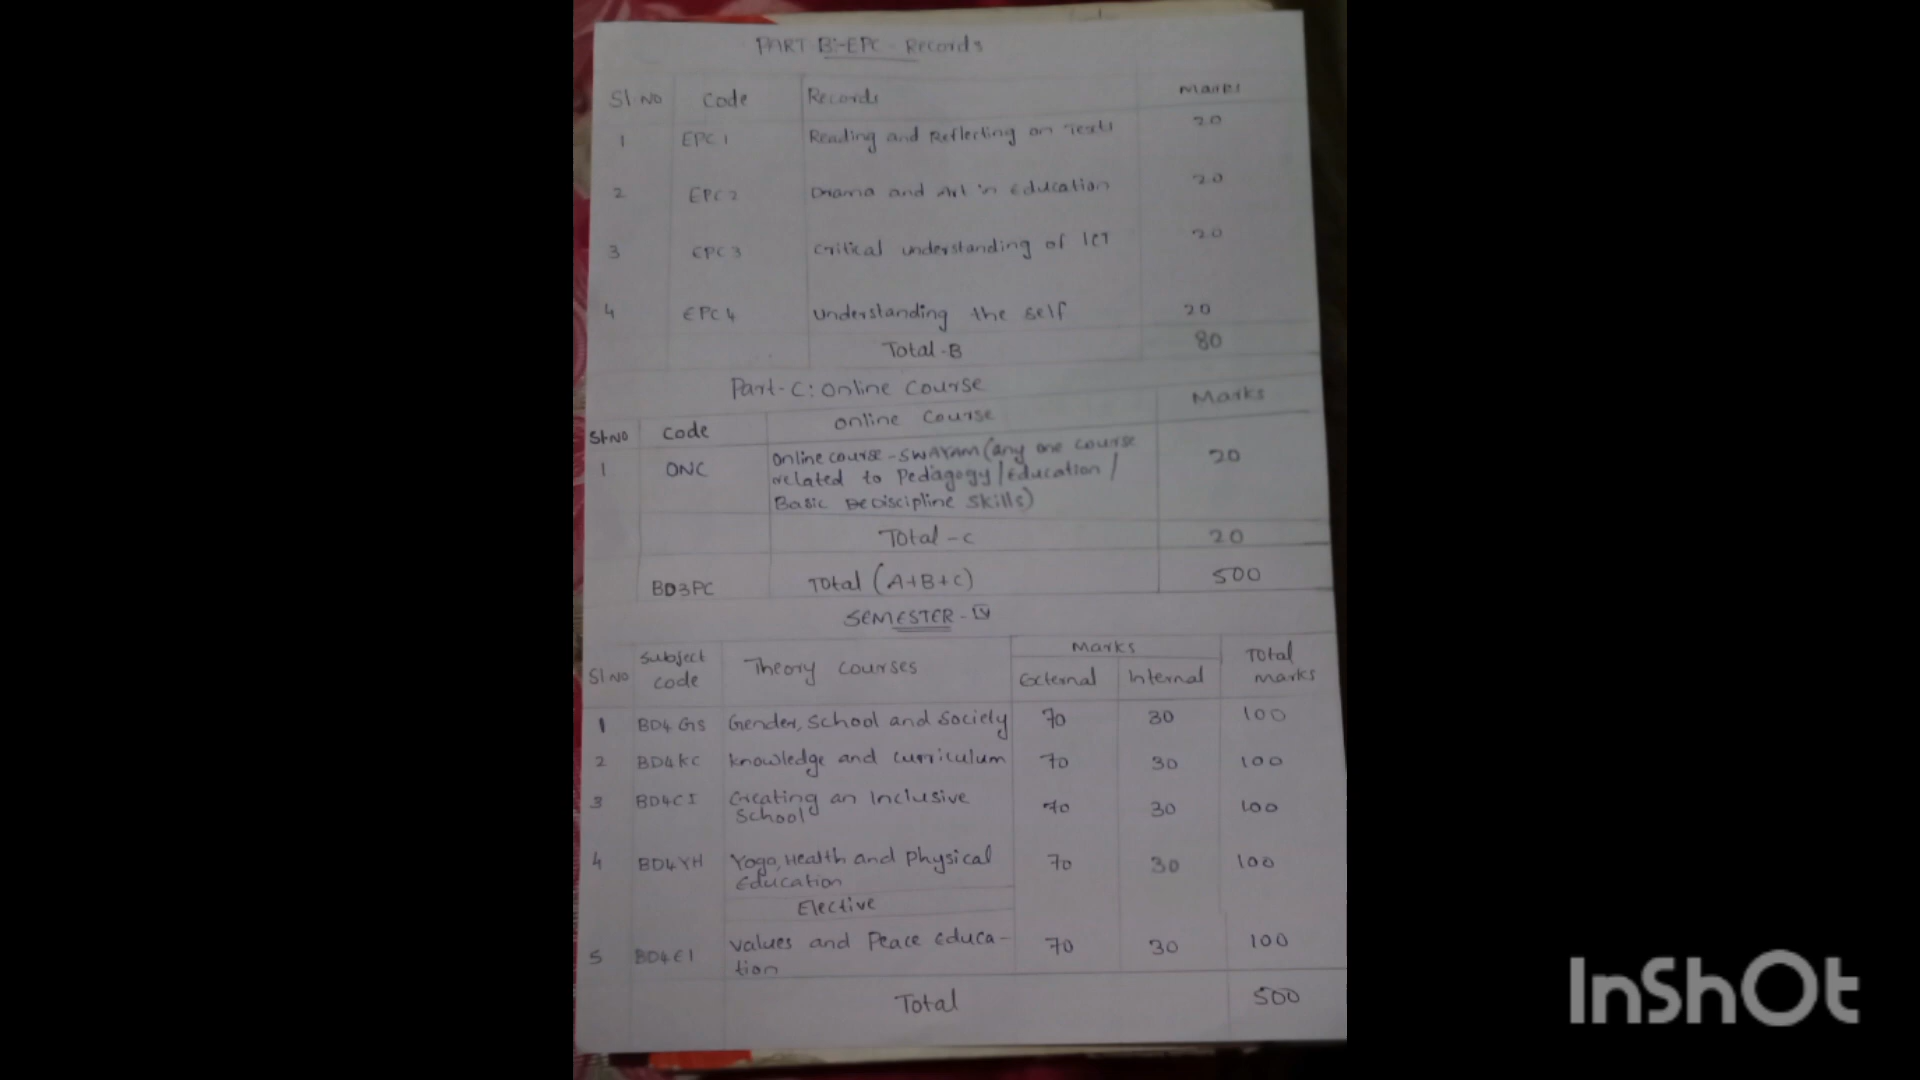 PART B:-EPC Records
Sl.No Code Records Marks
1 EPC1 Reading and Reflecting on Texts 20
2 EPC2 Drama and Art in Education 20
3 EPC3 Critical understanding of ICT 20
4 EPC4 Understanding the self 20
Total-B 80
Part-C: Online Course
Sl.No Code Online Course Marks
1 ONC Online course - SWAYAM (any one course
related to Pedagogy/Education/
Basic Discipline Skills) 20
Total-C 20
BD3PC Total (A+B+C) 500
SEMESTER-IV
Sl No Subject code Theory courses Marks Total marks
External Internal
1 BD4GS Gender, School and Society 70 30 100
2 BD4KC Knowledge and Curriculum 70 30 100
3 BD4CI Creating an Inclusive
School 70 30 100
4 BD4YH Yoga, Health and Physical
Education 70 30 100
Elective
5 BD4E1 Values and Peace Educa-
tion 70 30 100
Total 500
InShOt